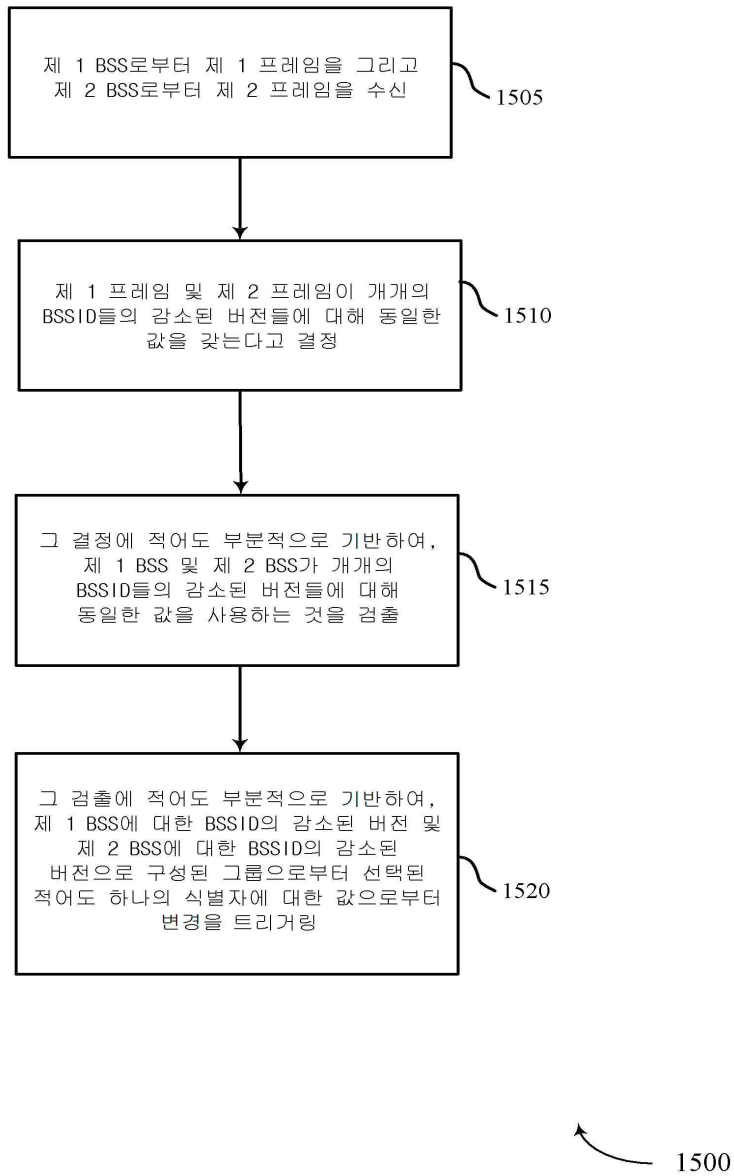 제 1 BSS로부터 제 1 프레임을 그리고
제 2 BSS로부터 제 2 프레임을 수신
1505
제 1 프레임 및 제 2 프레임이 개개의
BSSID들의 감소된 버전들에 대해 동일한
값을 갖는다고 결정
1510
그 결정에 적어도 부분적으로 기반하여,
제 1 BSS 및 제 2 BSS가 개개의
BSSID들의 감소된 버전들에 대해
동일한 값을 사용하는 것을 검출
1515
그 검출에 적어도 부분적으로 기반하여,
제 1 BSS에 대한 BSSID의 감소된 버전 및
제 2 BSS에 대한 BSSID의 감소된
버전으로 구성된 그룹으로부터 선택된
적어도 하나의 식별자에 대한 값으로부터
변경을 트리거링
1520
1500